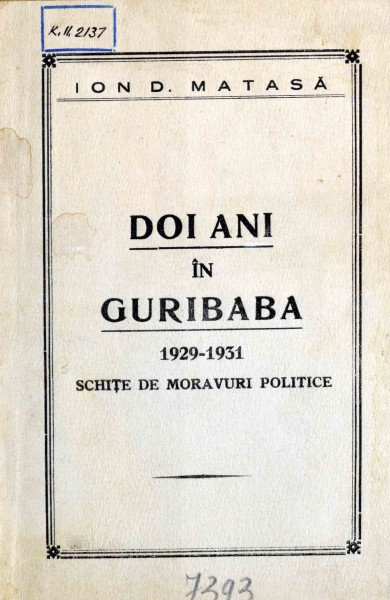 K.II.2137
ION D. MATASĂ
DOI ANI
ÎN
GURIBABA
1929-1931
SCHIȚE DE MORAVURI POLITICE
7393